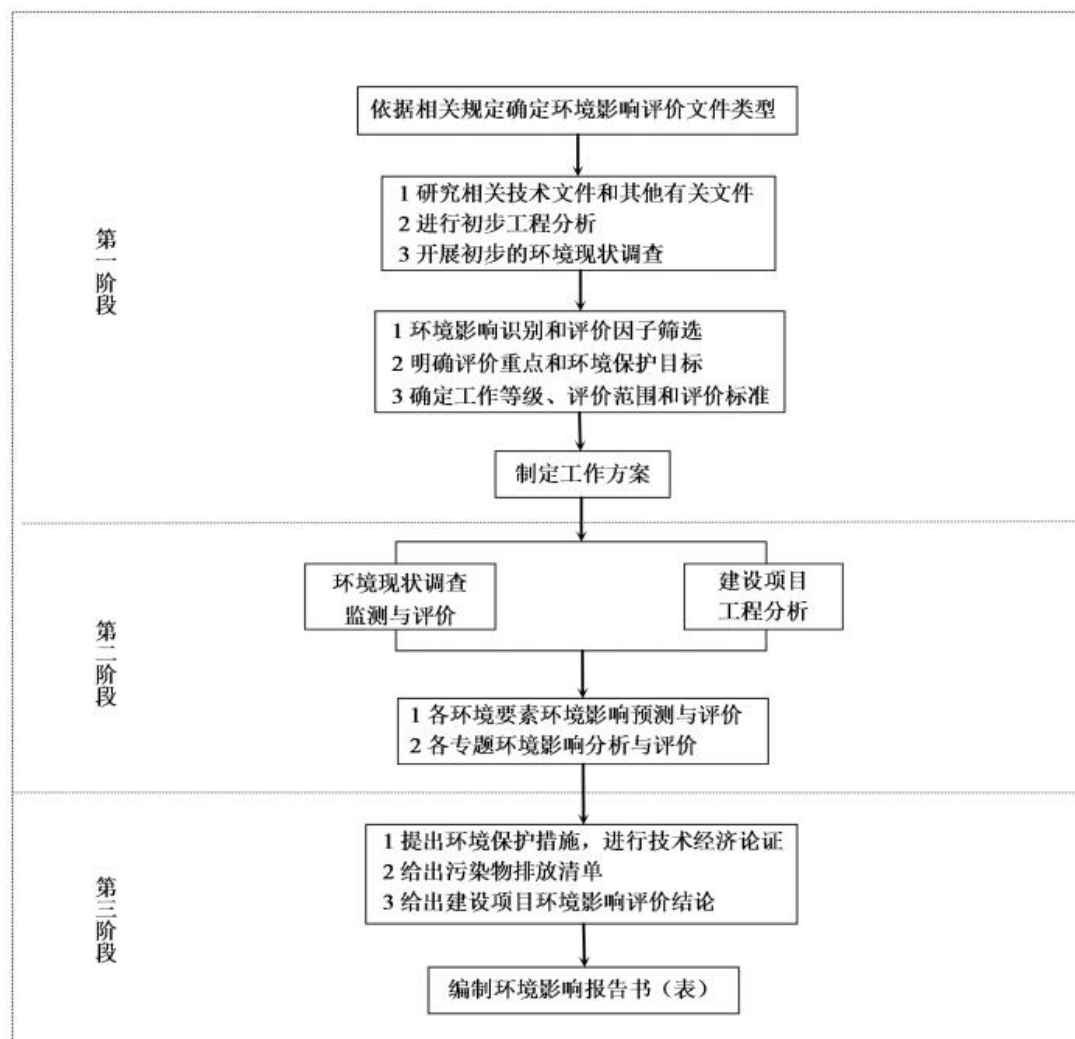 依据相关规定确定环境影响评价文件类型
1 研究相关技术文件和其他有关文件
2 进行初步工程分析
3 开展初步的环境现状调查
第一阶段
1 环境影响识别和评价因子筛选
2 明确评价重点和环境保护目标
3 确定工作等级、评价范围和评价标准
制定工作方案
第二阶段
环境现状调查
监测与评价
建设项目
工程分析
1 各环境要素环境影响预测与评价
2 各专题环境影响分析与评价
第三阶段
1 提出环境保护措施，进行技术经济论证
2 给出污染物排放清单
3 给出建设项目环境影响评价结论
编制环境影响报告书（表）